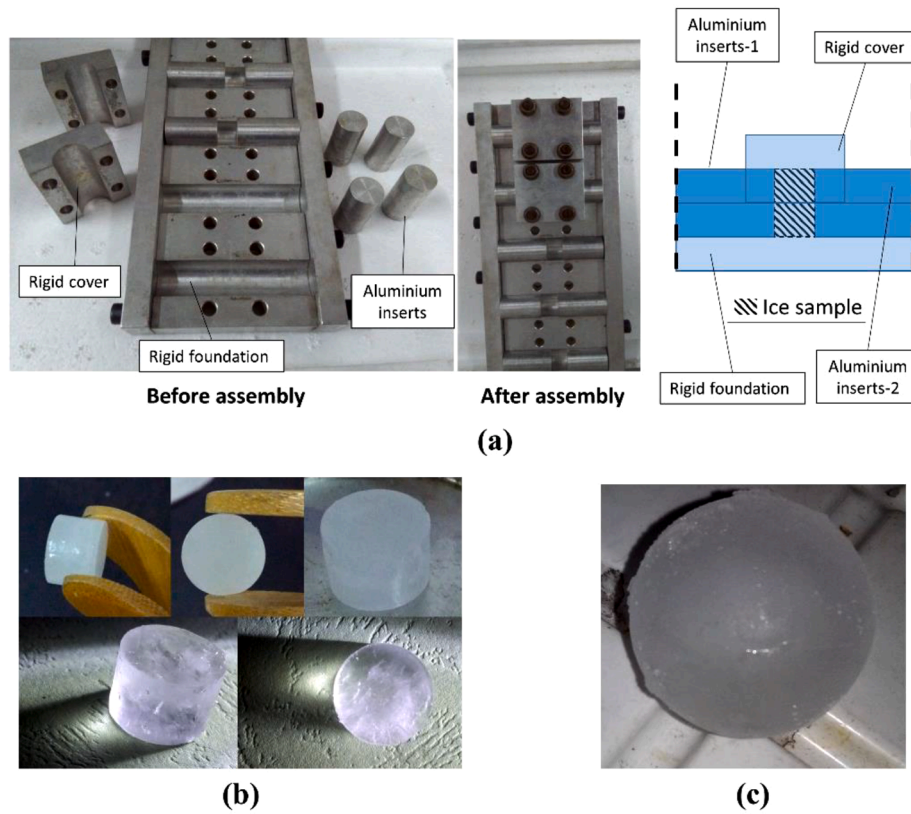 (a)
Aluminium
inserts-1
Rigid cover
Rigid cover
Aluminium
inserts
Rigid foundation
Ice sample
Rigid foundation
Aluminium
inserts-2
Before assembly
After assembly
(b)
(c)